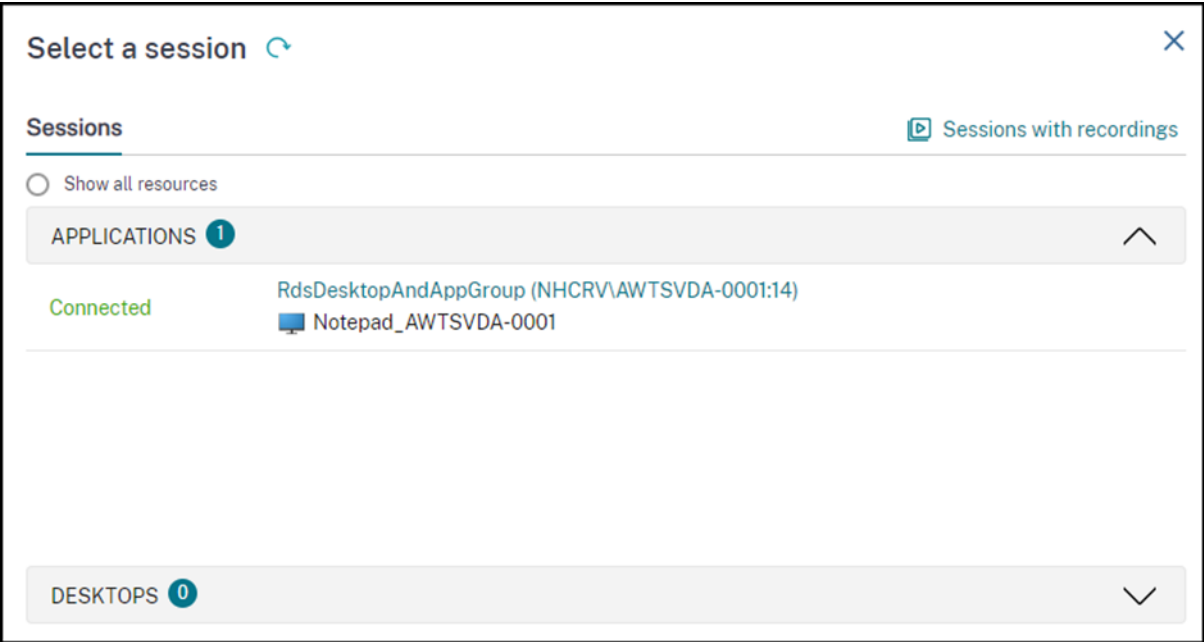 Select a session
Sessions
Sessions with recordings
Show all resources
APPLICATIONS 1
Connected
RdsDesktopAndAppGroup (NHCRV\AWTSVDA-0001:14)
Notepad_AWTSVDA-0001
DESKTOPS 0